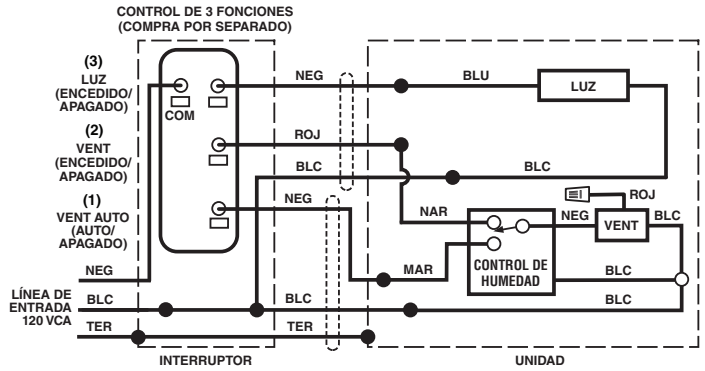 CONTROL DE 3 FONCIONES
(COMPRA POR SEPARADO)
(3)
LUZ
(ENCEDIDO/
APAGADO)
COM
NEG
BLU
LUZ
(2)
VENT
(ENCEDIDO/
APAGADO)
ROJ
BLC
BLC
(1)
VENT AUTO
(AUTO/
APAGADO)
NEG
NAR
NEG
ROJ
VENT
BLC
MAR
CONTROL DE
HUMEDAD
BLC
NEG
LÍNEA DE
ENTRADA
120 VCA
BLC
BLC
BLC
TER
TER
INTERRUPTOR
UNIDAD